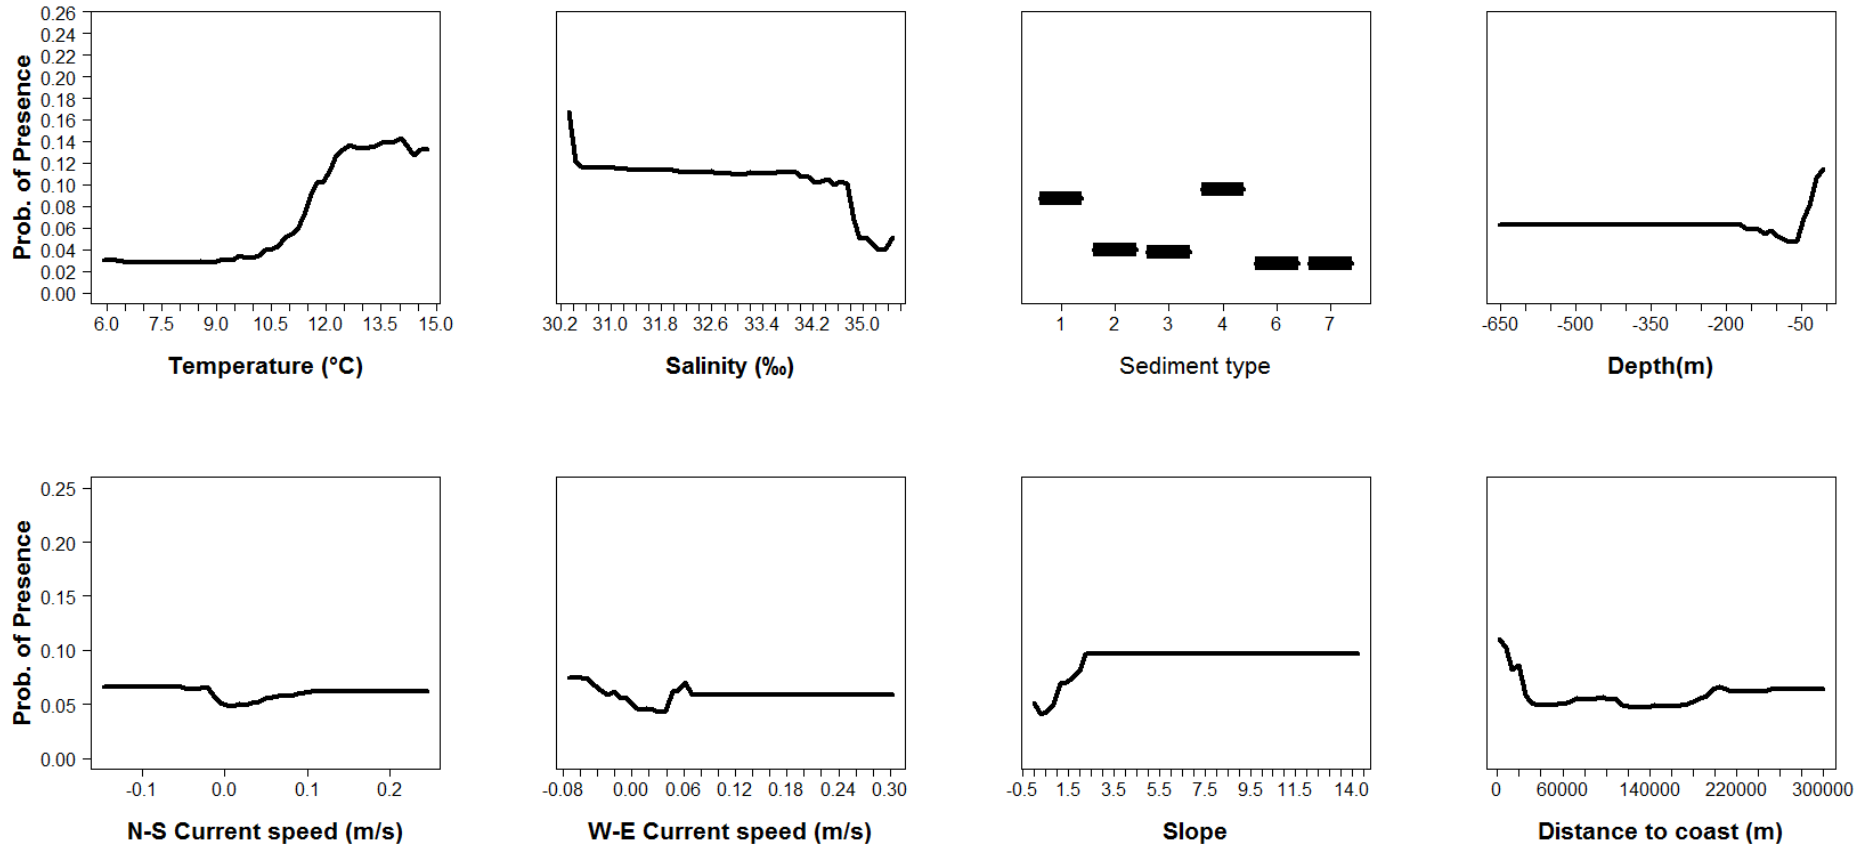 Prob. of Presence
0.26
0.24
0.22
0.20
0.18
0.16
0.14
0.12
0.10
0.08
0.06
0.04
0.02
0.00
6.0 7.5 9.0 10.5 12.0 13.5 15.0
Temperature (°C)
30.2 31.0 31.8 32.6 33.4 34.2 35.0
Salinity (‰)
1 2 3 4 6 7
Sediment type
-650 -500 -350 -200 -50
Depth(m)
Prob. of Presence
0.25
0.20
0.15
0.10
0.05
0.00
-0.1 0.0 0.1 0.2
N-S Current speed (m/s)
-0.08 0.00 0.06 0.12 0.18 0.24 0.30
W-E Current speed (m/s)
-0.5 1.5 3.5 5.5 7.5 9.5 11.5 14.0
Slope
0 60000 140000 220000 300000
Distance to coast (m)